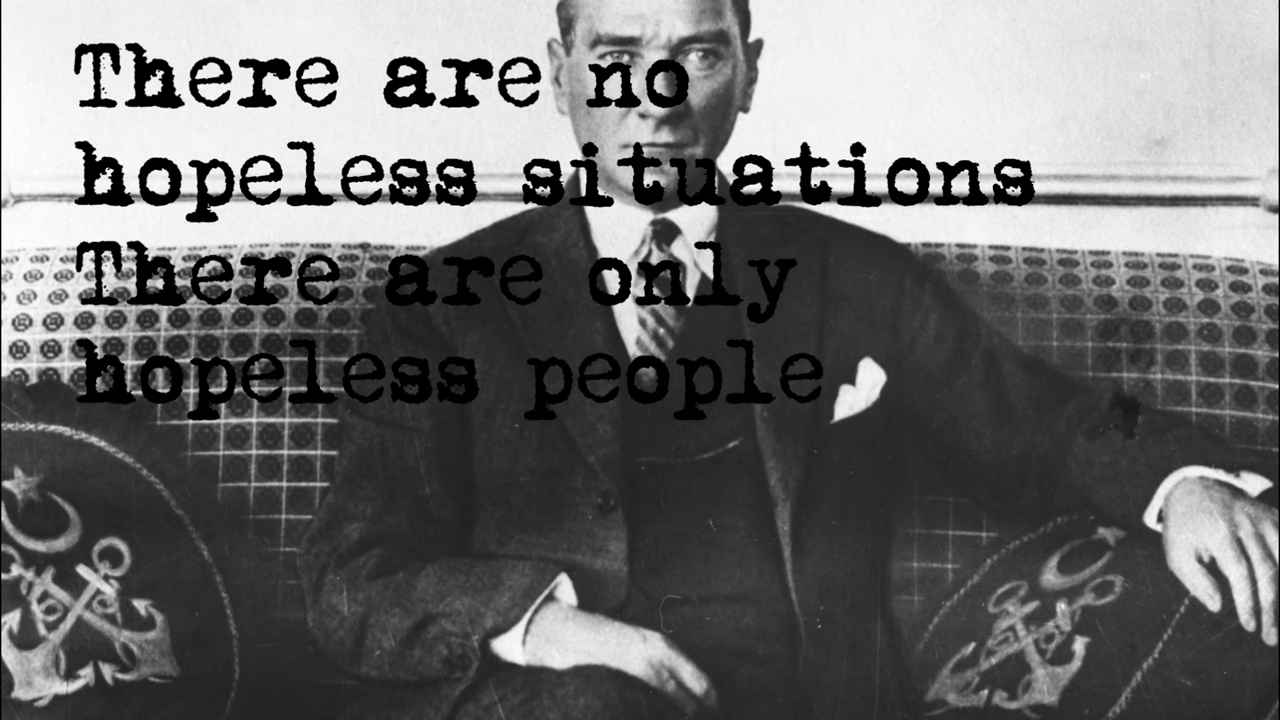 There are no
hopeless situations
There are only
hopeless people